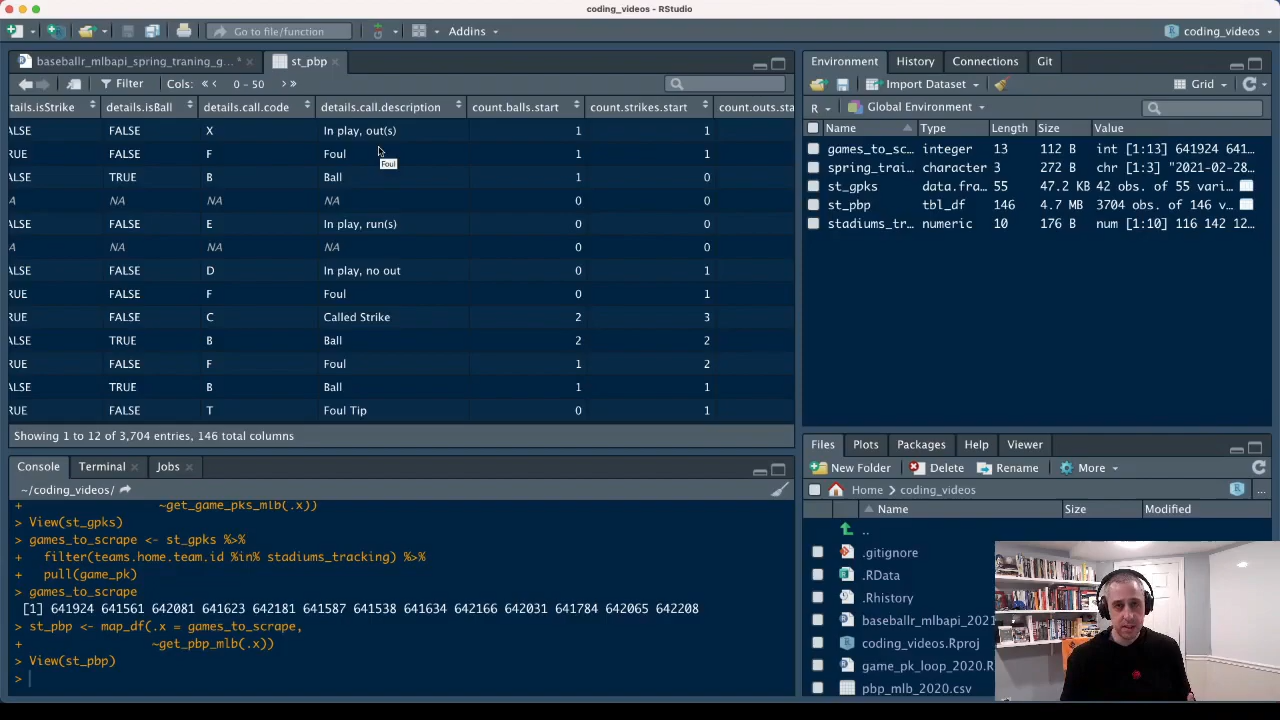 coding_videos - RStudio
Go to file/function
Addins
coding_videos
baseballr_mlbapi_spring_traning_g... *
st_pbp
Filter
Cols:
0 - 50
tails.isStrike details.isBall details.call.code details.call.description count.balls.start count.strikes.start count.outs.sta
ALSE FALSE X In play, out(s) 1 1
RUE FALSE F Foul 1 1
Foul
ALSE TRUE B Ball 1 0
A NA NA NA 0 0
ALSE FALSE E In play, run(s) 0 0
A NA NA NA 0 0
ALSE FALSE D In play, no out 0 1
RUE FALSE F Foul 0 1
RUE FALSE C Called Strike 2 3
ALSE TRUE B Ball 2 2
RUE FALSE F Foul 1 2
ALSE TRUE B Ball 1 1
RUE FALSE T Foul Tip 0 1
Showing 1 to 12 of 3,704 entries, 146 total columns
Console Terminal Jobs
~/coding_videos/
+ ~get_game_pks_mlb(.x))
> View(st_gpks)
> games_to_scrape <- st_gpks %>%
+ filter(teams.home.team.id %in% stadiums_tracking) %>%
+ pull(game_pk)
> games_to_scrape
[1] 641924 641561 642081 641623 642181 641587 641538 641634 642166 642031 641784 642065 642208
> st_pbp <- map_df(.x = games_to_scrape,
+ ~get_pbp_mlb(.x))
> View(st_pbp)
>
Environment History Connections Git
Import Dataset Grid
R Global Environment
Name Type Length Size Value
games_to_sc... integer 13 112 B int [1:13] 641924 641...
spring_trai... character 3 272 B chr [1:3] "2021-02-28...
st_gpks data.fra... 55 47.2 KB 42 obs. of 55 vari...
st_pbp tbl_df 146 4.7 MB 3704 obs. of 146 v...
stadiums_tr... numeric 10 176 B num [1:10] 116 142 12...
Files Plots Packages Help Viewer
New Folder Delete Rename More
Home coding_videos
Name Size Modified
..
.gitignore
.RData
.Rhistory
baseballr_mlbapi_2021
coding_videos.Rproj
game_pk_loop_2020.R
pbp_mlb_2020.csv